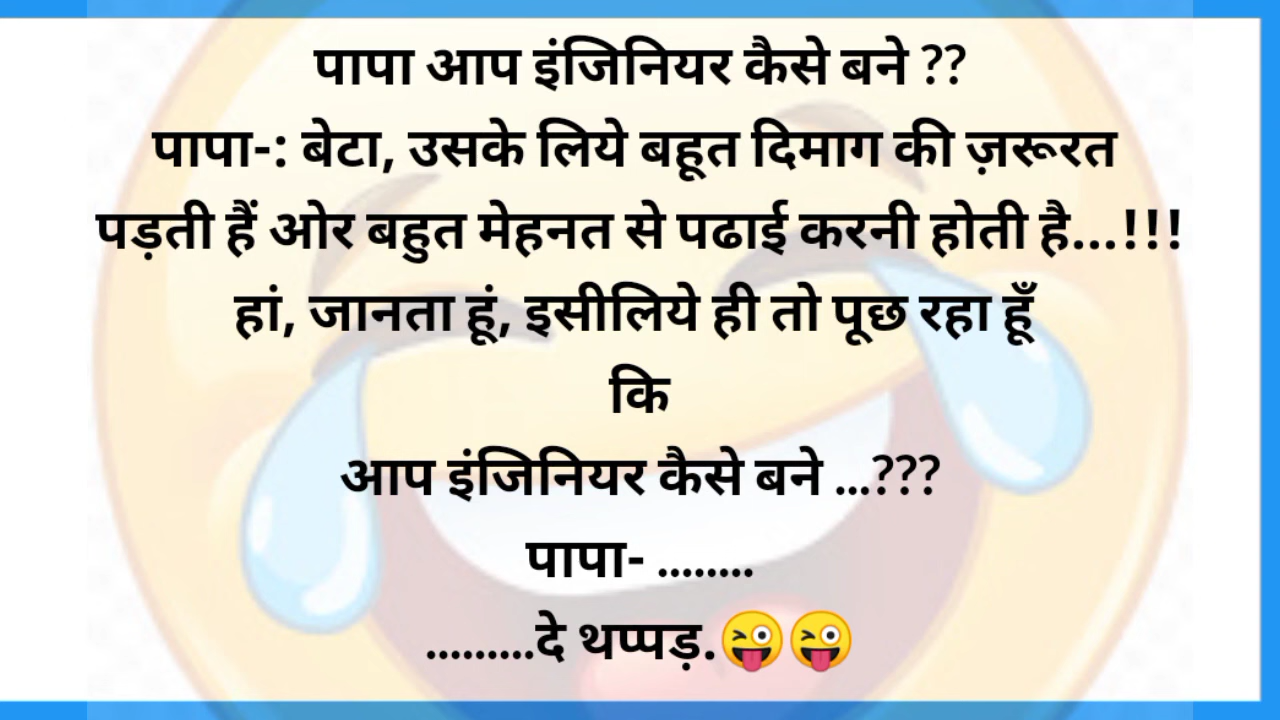 पापा आप इंजिनियर कैसे बने ??
पापा-: बेटा, उसके लिये बहूत दिमाग की ज़रूरत
पड़ती हैं ओर बहुत मेहनत से पढाई करनी होती है...!!!
हां, जानता हूं, इसीलिये ही तो पूछ रहा हूँ
कि
आप इंजिनियर कैसे बने ...???
पापा- ........
.........दे थप्पड़.😜😜